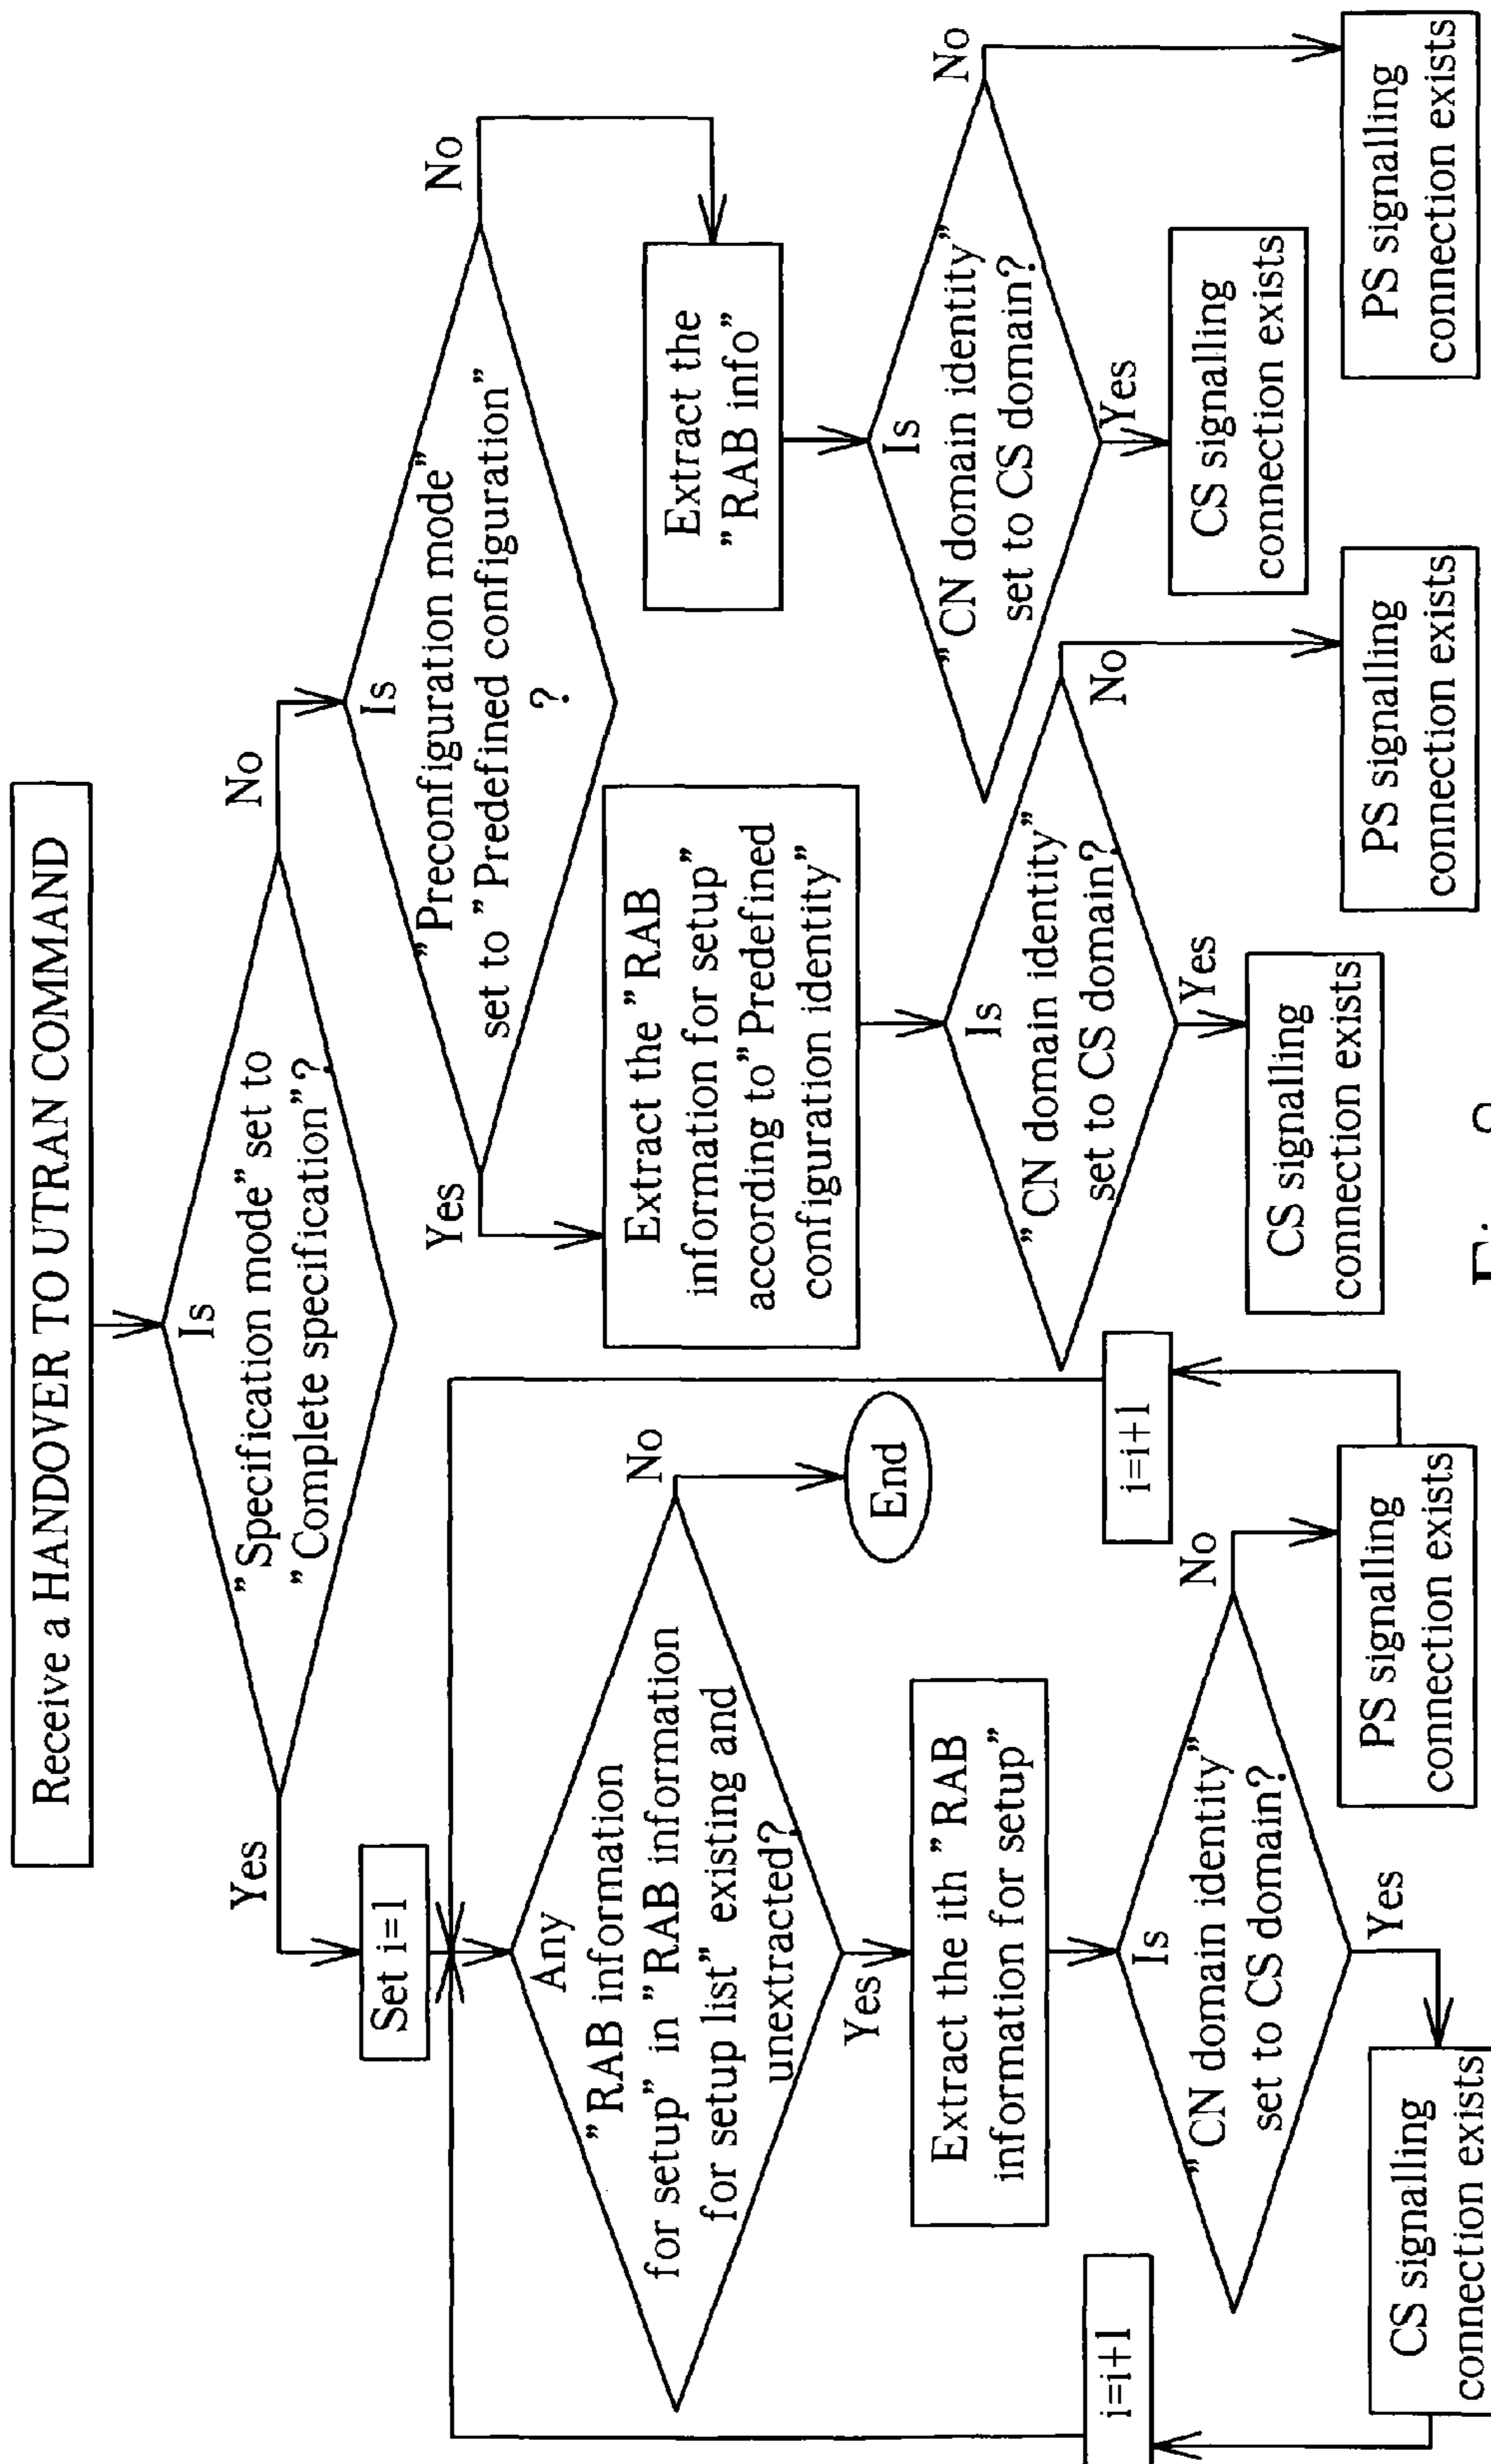 Receive a HANDOVER TO UTRAN COMMAND
Is
"Specification mode" set to
"Complete specification"?
Yes
No
Set i=1
Any
"RAB information
for setup" in "RAB information
for setup list" existing and
unextracted?
No
End
Yes
Extract the ith "RAB
information for setup"
Is
"CN domain identity"
set to CS domain?
No
PS signalling
connection exists
i=i+1
Yes
CS signalling
connection exists
i=i+1
Is
"Preconfiguration mode"
set to "Predefined configuration"
?
Yes
No
Extract the "RAB
information for setup"
according to "Predefined
configuration identity"
Is
"CN domain identity"
set to CS domain?
No
PS signalling
connection exists
Yes
CS signalling
connection exists
Extract the
"RAB info"
Is
"CN domain identity"
set to CS domain?
No
PS signalling
connection exists
Yes
CS signalling
connection exists